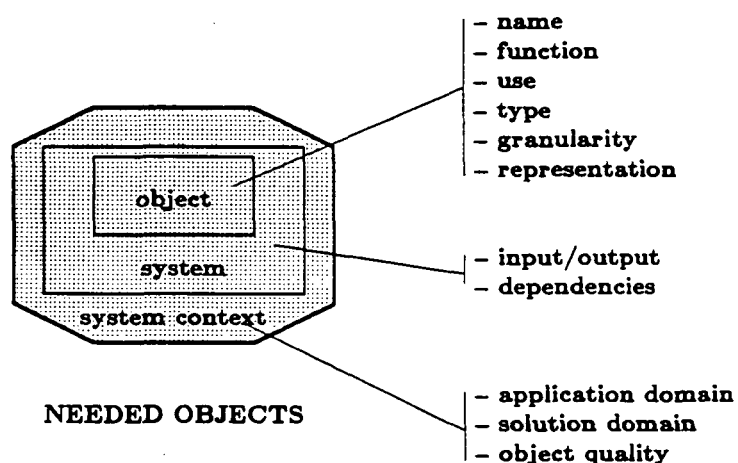 – name
– function
– use
– type
– granularity
– representation
object
system
system context
– input/output
– dependencies
NEEDED OBJECTS
– application domain
– solution domain
– object quality